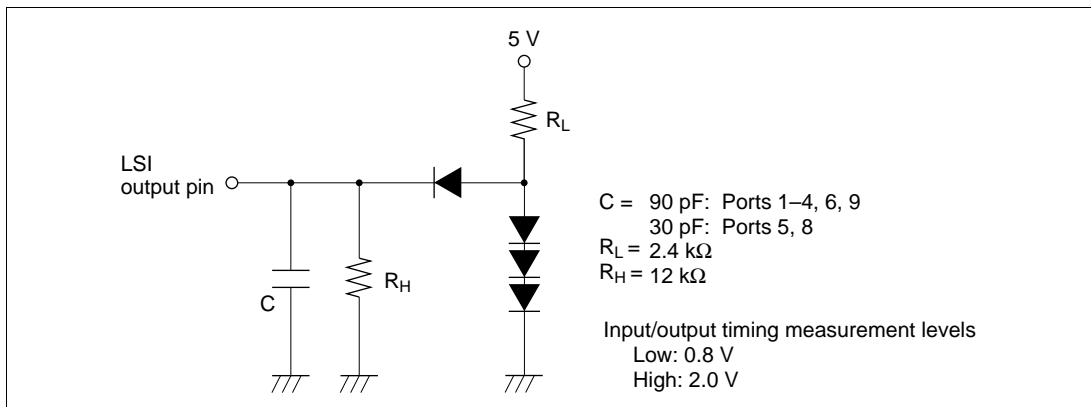 5 V
R_L
LSI
output pin
R_H
C
C = 90 pF: Ports 1–4, 6, 9
30 pF: Ports 5, 8
R_L = 2.4 kΩ
R_H = 12 kΩ
Input/output timing measurement levels
Low: 0.8 V
High: 2.0 V